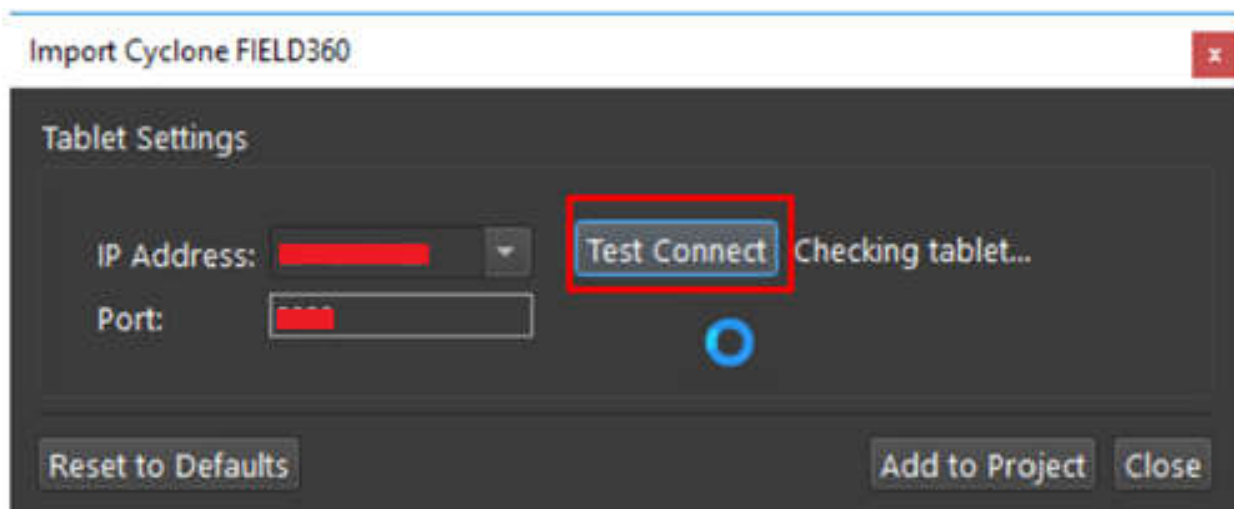 Import Cyclone FIELD360
Tablet Settings
IP Address:
Test Connect
Checking tablet...
Port:
Reset to Defaults
Add to Project
Close